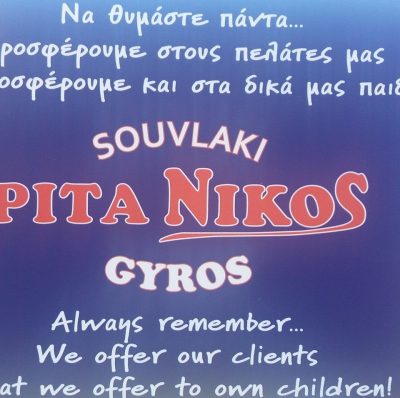 Να θυμάστε πάντα...
ροσφέρουμε στους πελάτες μας
οσφέρουμε και στα δικά μας παιδ
SOUVLAKI
PITA NIKOS
GYROS
Always remember...
We offer our clients
at we offer to own children!